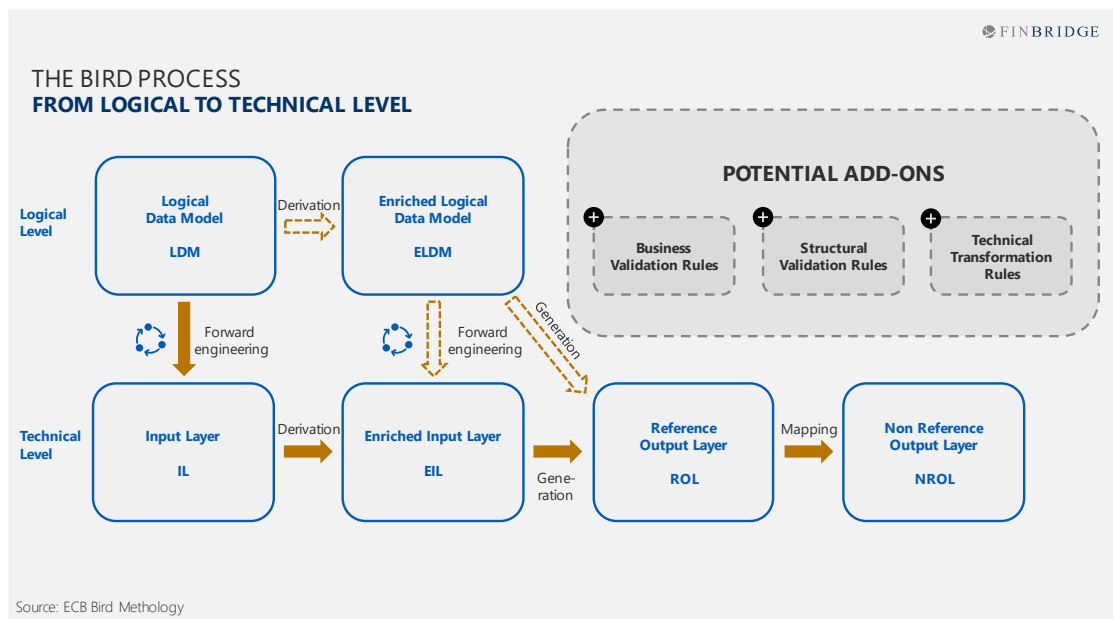 FINBRIDGE
THE BIRD PROCESS
FROM LOGICAL TO TECHNICAL LEVEL
POTENTIAL ADD-ONS
Business
Validation Rules
Structural
Validation Rules
Technical
Transformation
Rules
Logical
Level
Logical
Data Model
LDM
Derivation
Enriched Logical
Data Model
ELDM
Forward
engineering
Forward
engineering
Generation
Technical
Level
Input Layer
IL
Derivation
Enriched Input Layer
EIL
Gene-
ration
Reference
Output Layer
ROL
Mapping
Non Reference
Output Layer
NROL
Source: ECB Bird Methology